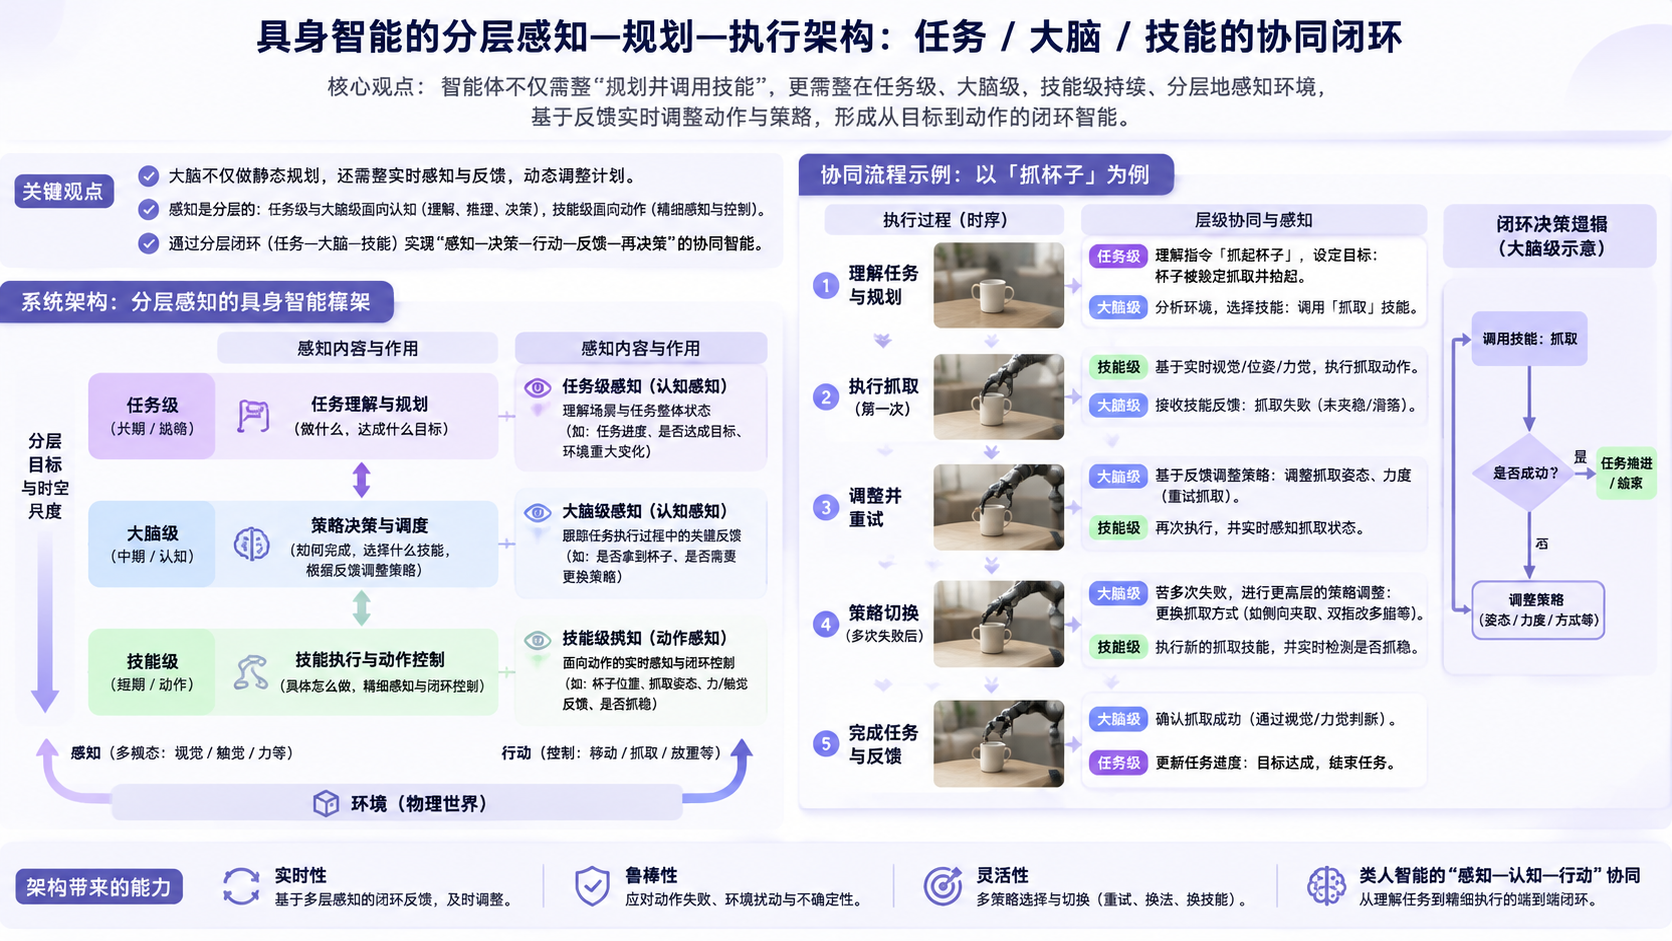 具身智能的分层感知—规划—执行架构：任务 / 大脑 / 技能的协同闭环
核心观点： 智能体不仅需整“规划并调用技能”，更需整在任务级、大脑级，技能级持续、分层地感知环境，
基于反馈实时调整动作与策略，形成从目标到动作的闭环智能。
关键观点
大脑不仅做静态规划，还需整实时感知与反馈，动态调整计划。
感知是分层的：任务级与大脑级面向认知（理解、推理、决策），技能级面向动作（精细感知与控制）。
通过分层闭环（任务—大脑—技能）实现“感知—决策—行动—反馈—再决策”的协同智能。
系统架构：分层感知的具身智能框架
感知内容与作用
感知内容与作用
分层
目标
与时空
尺度
任务级
（长期 / 战略）
任务理解与规划
（做什么，达成什么目标）
任务级感知（认知感知）
理解场景与任务整体状态
（如：任务进度、是否达成目标、
环境重大变化）
大脑级
（中期 / 认知）
策略决策与调度
（如何完成，选择什么技能，
根据反馈调整策略）
大脑级感知（认知感知）
跟踪任务执行过程中的关键反馈
（如：是否拿到杯子、是否需要
更换策略）
技能级
（短期 / 动作）
技能执行与动作控制
（具体怎么做，精细感知与闭环控制）
技能级感知（动作感知）
面向动作的实时感知与闭环控制
（如：杯子位置、抓取姿态、力/触觉
反馈、是否抓稳）
感知（多模态：视觉 / 触觉 / 力等）
行动（控制：移动 / 抓取 / 放置等）
环境（物理世界）
协同流程示例：以「抓杯子」为例
执行过程（时序）
层级协同与感知
1
理解任务
与规划
任务级
理解指令「抓起杯子」，设定目标：
杯子被稳定抓取并抬起。
大脑级
分析环境，选择技能：调用「抓取」技能。
2
执行抓取
（第一次）
技能级
基于实时视觉/位姿/力觉，执行抓取动作。
大脑级
接收技能反馈：抓取失败（未夹稳/滑落）。
3
调整并
重试
大脑级
基于反馈调整策略：调整抓取姿态、力度
（重试抓取）。
技能级
再次执行，并实时感知抓取状态。
4
策略切换
（多次失败后）
大脑级
苦多次失败，进行更高层的策略调整：
更换抓取方式（如侧向夹取、双指改多指等）。
技能级
执行新的抓取技能，并实时检测是否抓稳。
5
完成任务
与反馈
大脑级
确认抓取成功（通过视觉/力觉判断）。
任务级
更新任务进度：目标达成，结束任务。
闭环决策逻辑
（大脑级示意）
调用技能：抓取
是否成功？
是
任务推进
/ 结束
否
调整策略
（姿态 / 力度 / 方式等）
架构带来的能力
实时性
基于多层感知的闭环反馈，及时调整。
鲁棒性
应对动作失败、环境扰动与不确定性。
灵活性
多策略选择与切换（重试、换法、换技能）。
类人智能的“感知—认知—行动”协同
从理解任务到精细执行的端到端闭环。